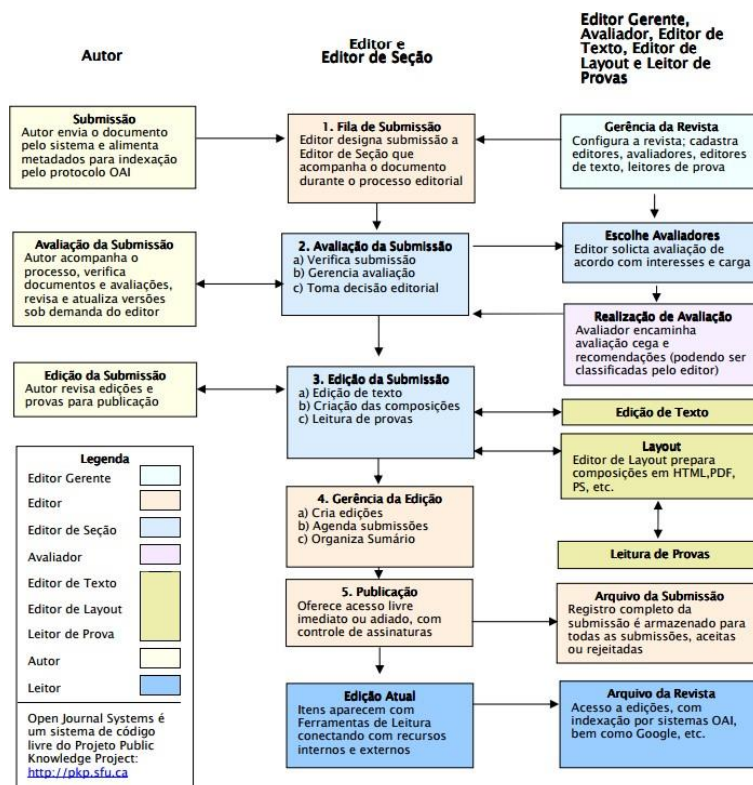 Autor
Editor e
Editor de Seção
Editor Gerente,
Avaliador, Editor de
Texto, Editor de
Layout e Leitor de
Provas
Submissão
Autor envia o documento
pelo sistema e alimenta
metadados para indexação
pelo protocolo OAI
1. Fila de Submissão
Editor designa submissão a
Editor de Seção que
acompanha o documento
durante o processo editorial
Gerência da Revista
Configura a revista; cadastra
editores, avaliadores, editores
de texto, leitores de prova
Avaliação da Submissão
Autor acompanha o
processo, verifica
documentos e avaliações,
revisa e atualiza versões
sob demanda do editor
2. Avaliação da Submissão
a) Verifica submissão
b) Gerencia avaliação
c) Toma decisão editorial
Escolhe Avaliadores
Editor solicta avaliação de
acordo com interesses e carga
Realização de Avaliação
Avaliador encaminha
avaliação cega e
recomendações (podendo ser
classificadas pelo editor)
Edição da Submissão
Autor revisa edições e
provas para publicação
3. Edição da Submissão
a) Edição de texto
b) Criação das composições
c) Leitura de provas
Edição de Texto
Layout
Editor de Layout prepara
composições em HTML,PDF,
PS, etc.
Leitura de Provas
4. Gerência da Edição
a) Cria edições
b) Agenda submissões
c) Organiza Sumário
5. Publicação
Oferece acesso livre
imediato ou adiado, com
controle de assinaturas
Arquivo da Submissão
Registro completo da
submissão é armazenado para
todas as submissões, aceitas
ou rejeitadas
Edição Atual
Itens aparecem com
Ferramentas de Leitura
conectando com recursos
internos e externos
Arquivo da Revista
Acesso a edições, com
indexação por sistemas OAI,
bem como Google, etc.
Legenda
Editor Gerente
Editor
Editor de Seção
Avaliador
Editor de Texto
Editor de Layout
Leitor de Prova
Autor
Leitor
Open Journal Systems é
um sistema de código
livre do Projeto Public
Knowledge Project:
http://pkp.sfu.ca